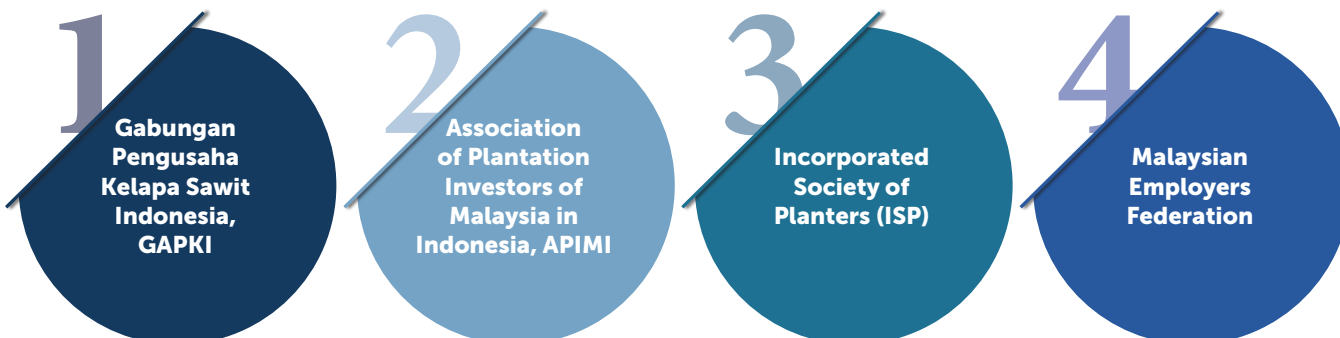 1
Gabungan
Pengusaha
Kelapa Sawit
Indonesia,
GAPKI
2
Association
of Plantation
Investors of
Malaysia in
Indonesia, APIMI
3
Incorporated
Society of
Planters (ISP)
4
Malaysian
Employers
Federation